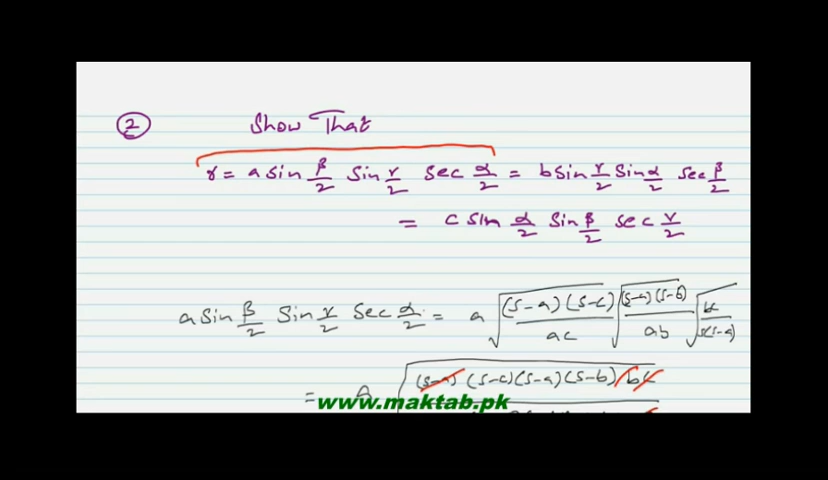 2 Show That
r = a sin β/2 sin γ/2 sec α/2 = b sin γ/2 sin α/2 sec β/2
= c sin α/2 sin β/2 sec γ/2
a sin β/2 sin γ/2 sec α/2 = a √((s-a)(s-c)/ac) √((s-a)(s-b)/ab) √(bc/s(s-a))
= a √((s-a)(s-c)(s-a)(s-b) bc
www.maktab.pk